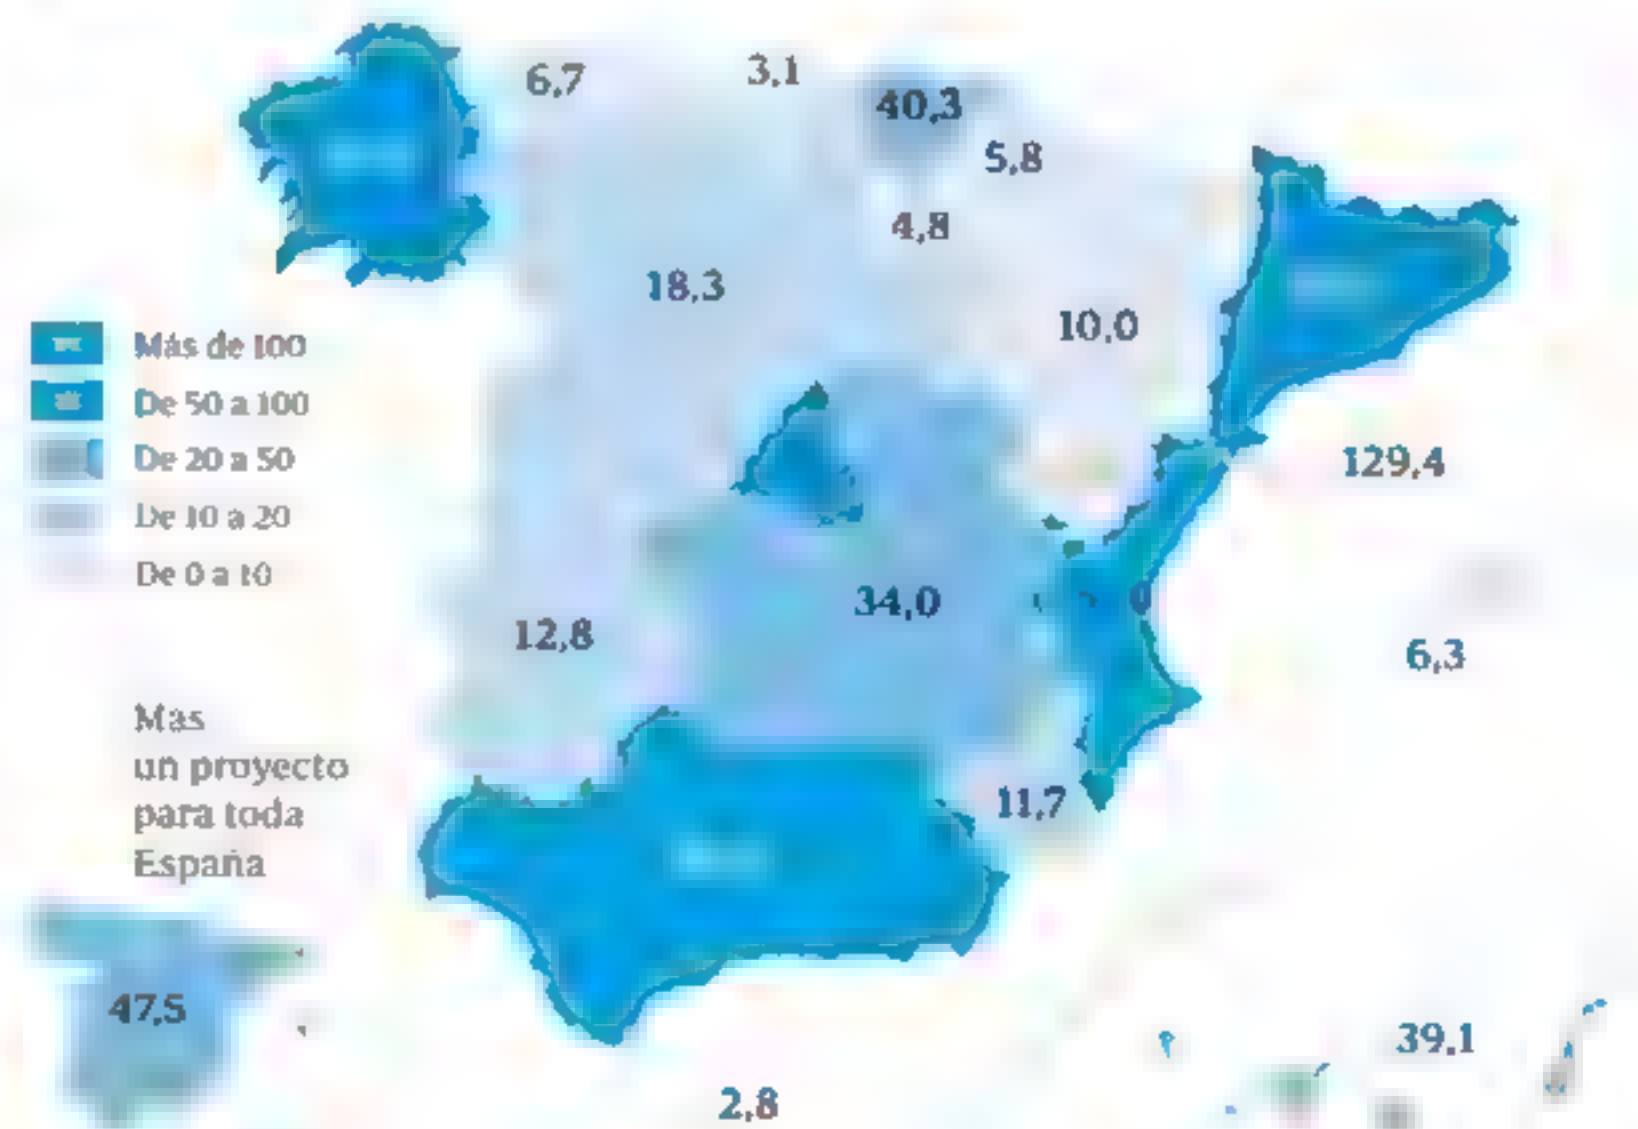 6,7
3,1
40,3
5,8
4,8
18,3
10,0
Más de 100
De 50 a 100
De 20 a 50
De 10 a 20
De 0 a 10
129,4
34,0
12,8
6,3
Mas
un proyecto
para toda
España
11,7
47,5
39,1
2,8